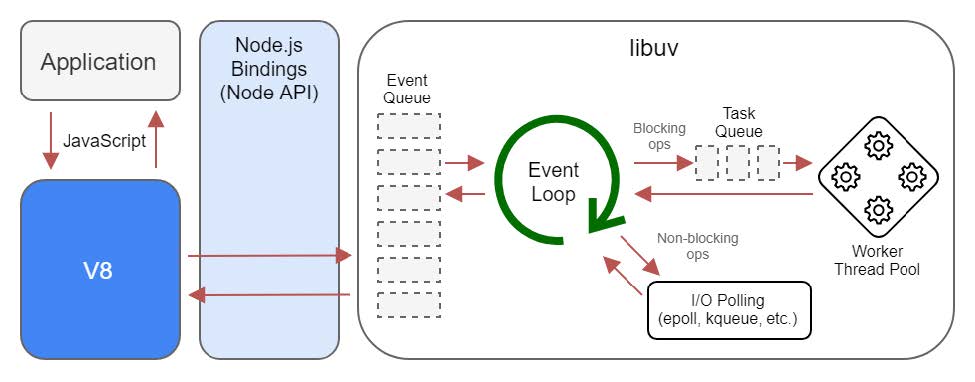 Application
JavaScript
V8
Node.js
Bindings
(Node API)
libuv
Event
Queue
Event
Loop
Blocking
ops
Task
Queue
Worker
Thread Pool
Non-blocking
ops
I/O Polling
(epoll, kqueue, etc.)